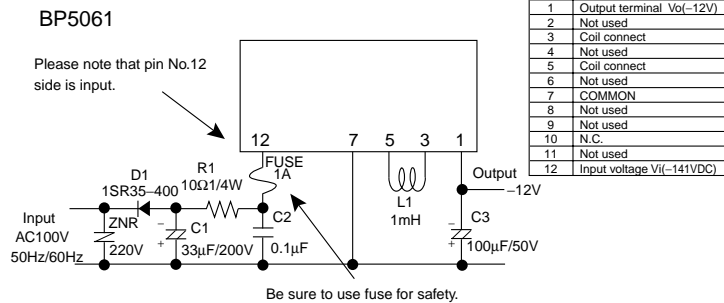 BP5061
Please note that pin No.12
side is input.
12 7 5 3 1
FUSE
1A
D1
1SR35−400
R1
10Ω1/4W
L1
1mH
Output
−12V
Input
AC100V
50Hz/60Hz
ZNR
220V
−
+
C1
33µF/200V
C2
0.1µF
−
+
C3
100µF/50V
Be sure to use fuse for safety.
1 Output terminal Vo(−12V)
2 Not used
3 Coil connect
4 Not used
5 Coil connect
6 Not used
7 COMMON
8 Not used
9 Not used
10 N.C.
11 Not used
12 Input voltage Vi(−141VDC)